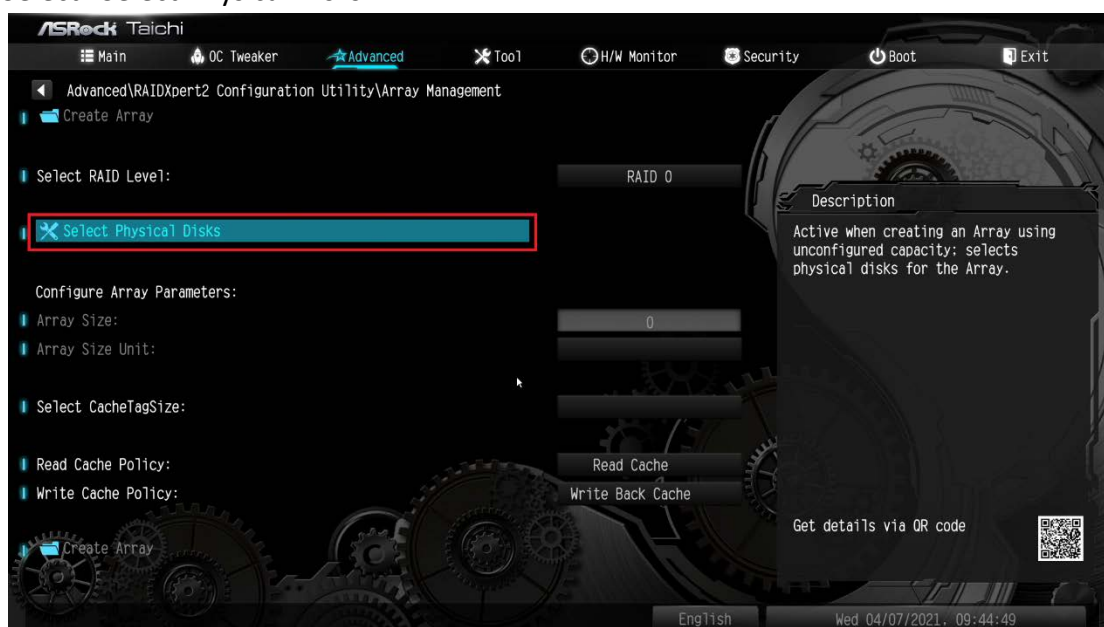 ASRock Taichi
Main OC Tweaker Advanced Tool H/W Monitor Security Boot Exit
Advanced\RAIDXpert2 Configuration Utility\Array Management
Create Array
Select RAID Level: RAID 0
Select Physical Disks
Configure Array Parameters:
Array Size: 0
Array Size Unit:
Select CacheTagSize:
Read Cache Policy: Read Cache
Write Cache Policy: Write Back Cache
Create Array
Description
Active when creating an Array using
unconfigured capacity: selects
physical disks for the Array.
Get details via QR code
English Wed 04/07/2021, 09:44:49